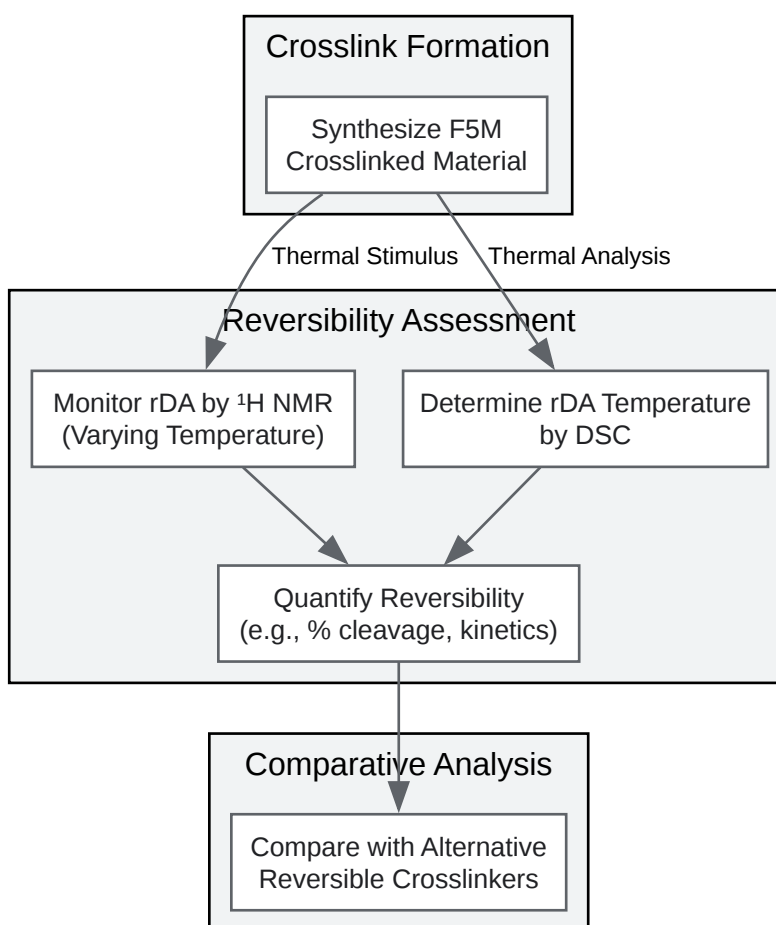 Crosslink Formation
Synthesize F5M
Crosslinked Material
Thermal Stimulus
Thermal Analysis
Reversibility Assessment
Monitor rDA by ¹H NMR
(Varying Temperature)
Determine rDA Temperature
by DSC
Quantify Reversibility
(e.g., % cleavage, kinetics)
Comparative Analysis
Compare with Alternative
Reversible Crosslinkers